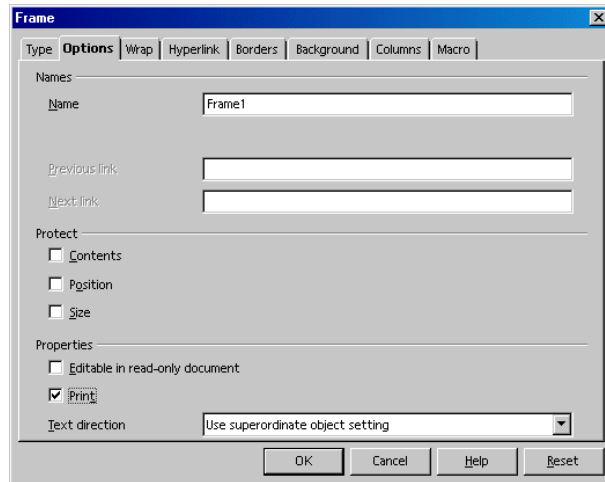 Frame
Type Options Wrap Hyperlink Borders Background Columns Macro
Names
Name Frame1
Previous link
Next link
Protect
Contents
Position
Size
Properties
Editable in read-only document
Print
Text direction Use superordinate object setting
OK Cancel Help Reset